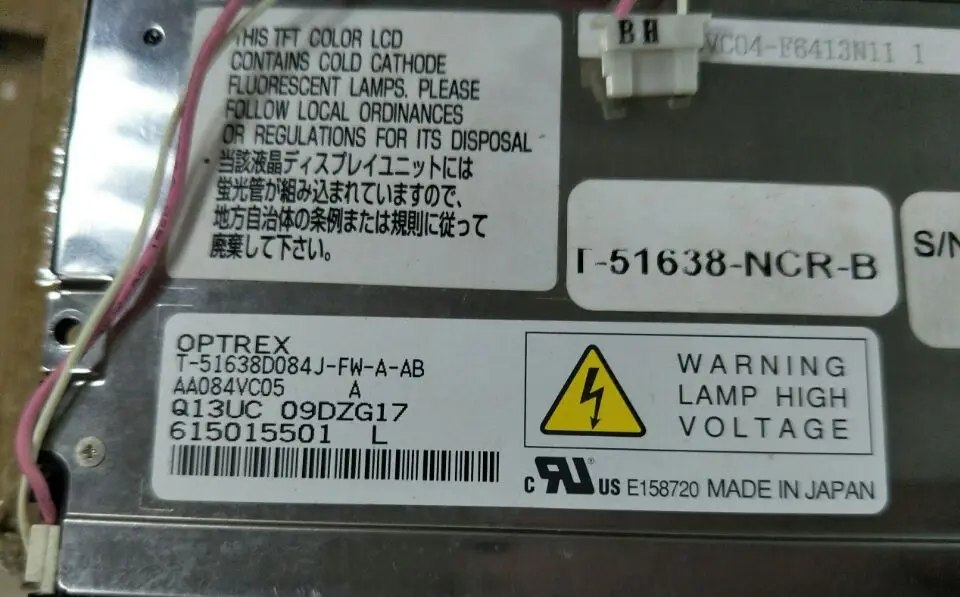 THIS TFT COLOR LCD
CONTAINS COLD CATHODE
FLUORESCENT LAMPS. PLEASE
FOLLOW LOCAL ORDINANCES
OR REGULATIONS FOR ITS DISPOSAL
・当該液晶ディスプレイユニットには
蛍光管が組み込まれていますので、
地方自治体の条例または規則に従って
廃棄して下さい。
BH
VC04-F6413N11 1
T-51638-NCR-B
S/N
OPTREX
T-51638D084J-FW-A-AB
AA084VC05 A
Q13UC 09DZG17
615015501 L
WARNING
LAMP HIGH
VOLTAGE
c RU® US E158720 MADE IN JAPAN